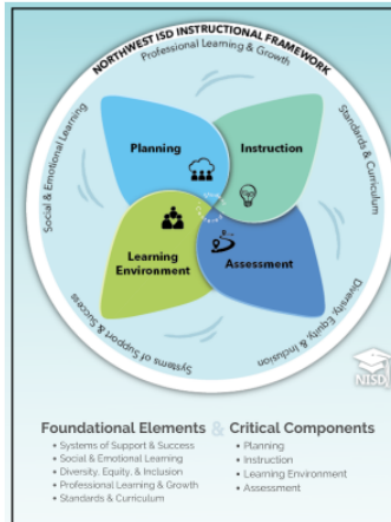 NORTHWEST ISD INSTRUCTIONAL FRAMEWORK
Professional Learning & Growth
Social & Emotional Learning
Standards & Curriculum
Planning
Instruction
Learning
Environment
Assessment
Systems of Support & Success
Diversity, Equity, & Inclusion
NISD
Foundational Elements & Critical Components
• Systems of Support & Success
• Social & Emotional Learning
• Diversity, Equity, & Inclusion
• Professional Learning & Growth
• Standards & Curriculum
• Planning
• Instruction
• Learning Environment
• Assessment